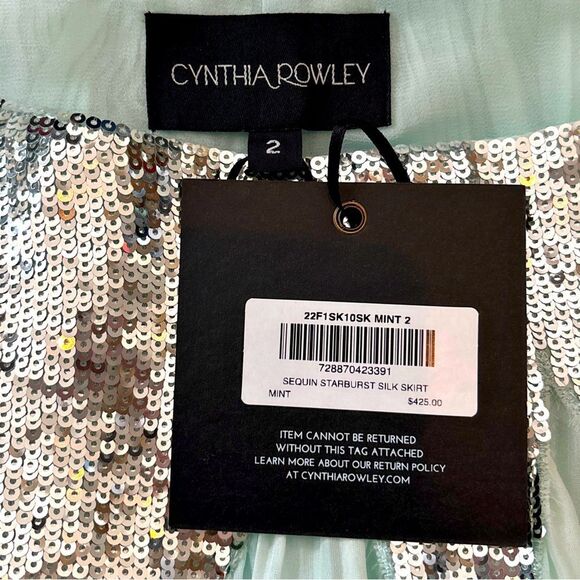 CYNTHIA ROWLEY
2
22F1SK10SK MINT 2
728870423391
SEQUIN STARBURST SILK SKIRT
MINT $425.00
ITEM CANNOT BE RETURNED
WITHOUT THIS TAG ATTACHED
LEARN MORE ABOUT OUR RETURN POLICY
AT CYNTHIAROWLEY.COM